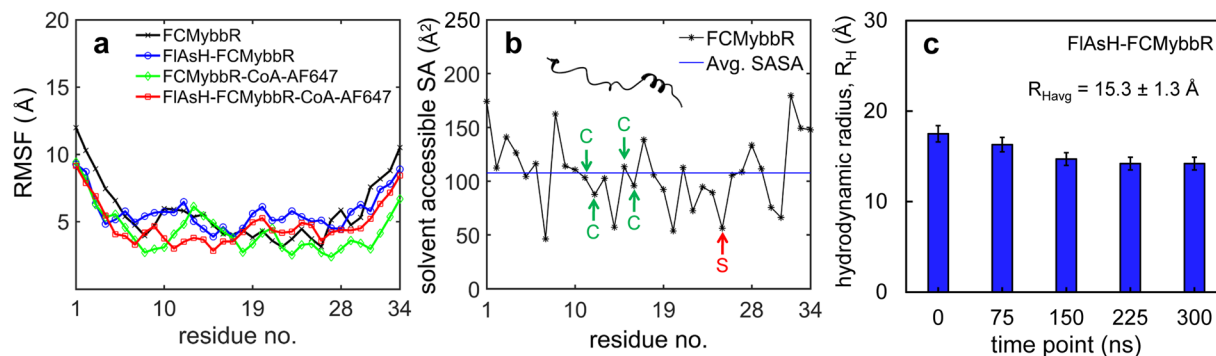 a
RMSF (Å)
20
15
10
5
FCMybbR
FlAsH-FCMybbR
FCMybbR-CoA-AF647
FlAsH-FCMybbR-CoA-AF647
1
10
19
28
34
residue no.
b
solvent accessible SA (Å²)
250
200
150
100
50
0
FCMybbR
Avg. SASA
C
C
C
C
S
1
10
19
28
34
residue no.
c
hydrodynamic radius, R_H (Å)
30
20
10
0
FlAsH-FCMybbR
R_Havg = 15.3 ± 1.3 Å
0
75
150
225
300
time point (ns)